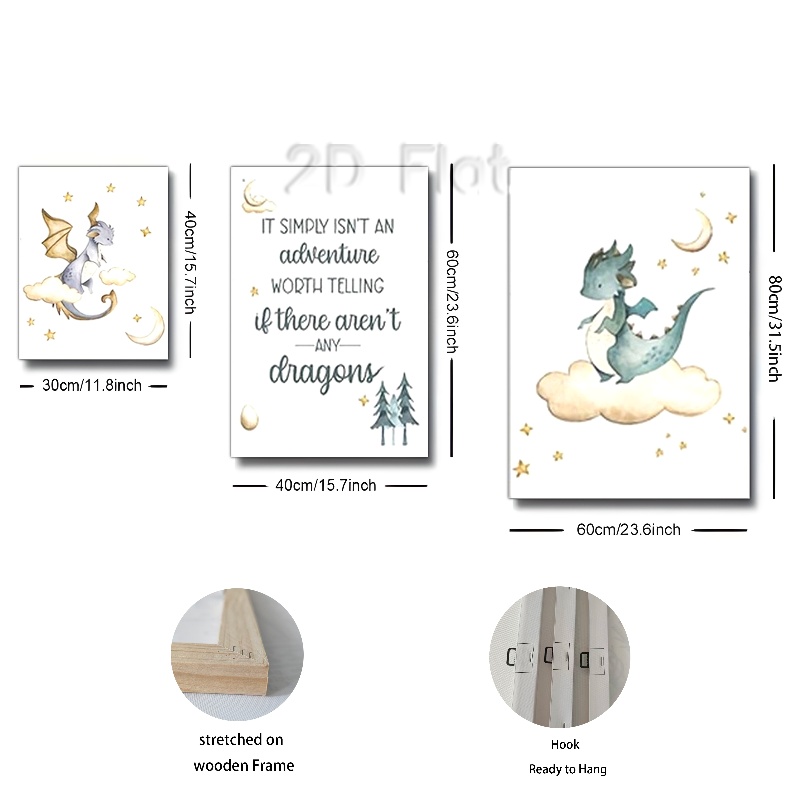 2D Flat
40cm/15.7inch
30cm/11.8inch
IT SIMPLY ISN'T AN
adventure
WORTH TELLING
if there aren't
ANY
dragons
60cm/23.6inch
40cm/15.7inch
80cm/31.5inch
60cm/23.6inch
stretched on
wooden Frame
Hook
Ready to Hang